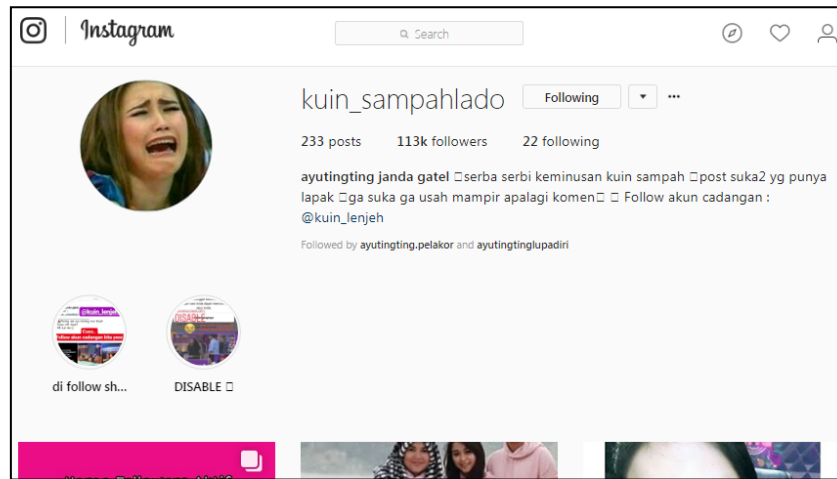 Instagram
Search
kuin_sampahlado Following
233 posts 113k followers 22 following
ayutingting janda gatel serba serbi keminusan kuin sampah post suka2 yg punya
lapak ga suka ga usah mampir apalagi komen Follow akun cadangan :
@kuin_lenjeh
Followed by ayutingting.pelakor and ayutingtinglupadiri
@kuin_lenjeh
DISABLE
di follow sh... DISABLE